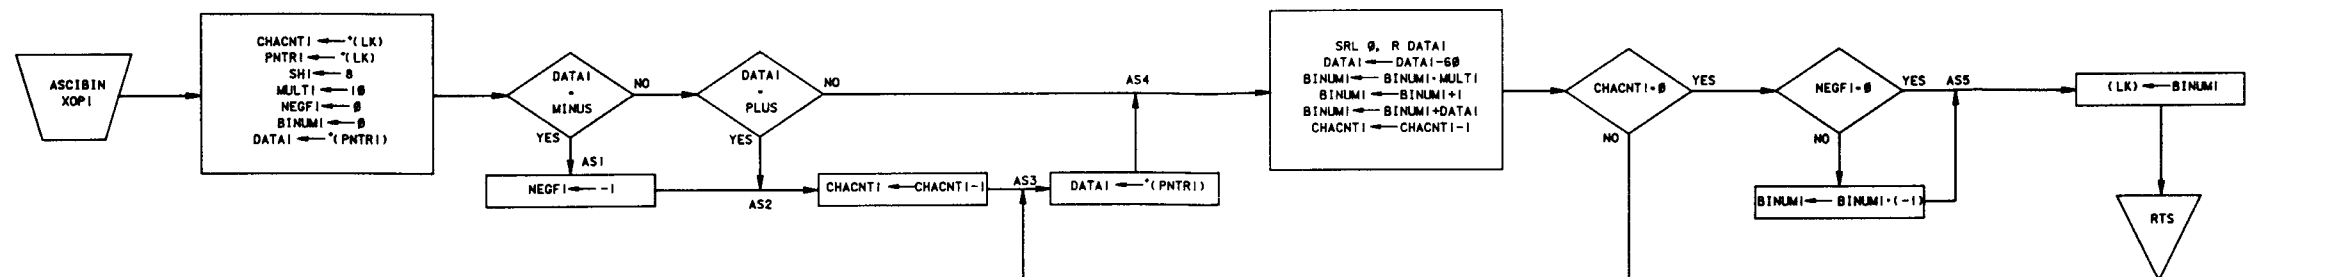 ASCIBIN
XOP1
CHACNT1 ← "(LK)
PNTR1 ← "(LK)
SH1 ← 8
MULT1 ← 10
NEGF1 ← 0
BINUM1 ← 0
DATA1 ← "(PNTR1)
DATA1
=
MINUS
NO
YES
AS1
NEGF1 ← -1
DATA1
=
PLUS
NO
YES
AS2
CHACNT1 ← CHACNT1-1
AS3
DATA1 ← "(PNTR1)
AS4
SRL 0, R DATA1
DATA1 ← DATA1-60
BINUM1 ← BINUM1*MULT1
BINUM1 ← BINUM1+1
BINUM1 ← BINUM1+DATA1
CHACNT1 ← CHACNT1-1
CHACNT1=0
YES
NO
NEGF1=0
YES
NO
BINUM1 ← BINUM1*(-1)
AS5
(LK) ← BINUM1
RTS